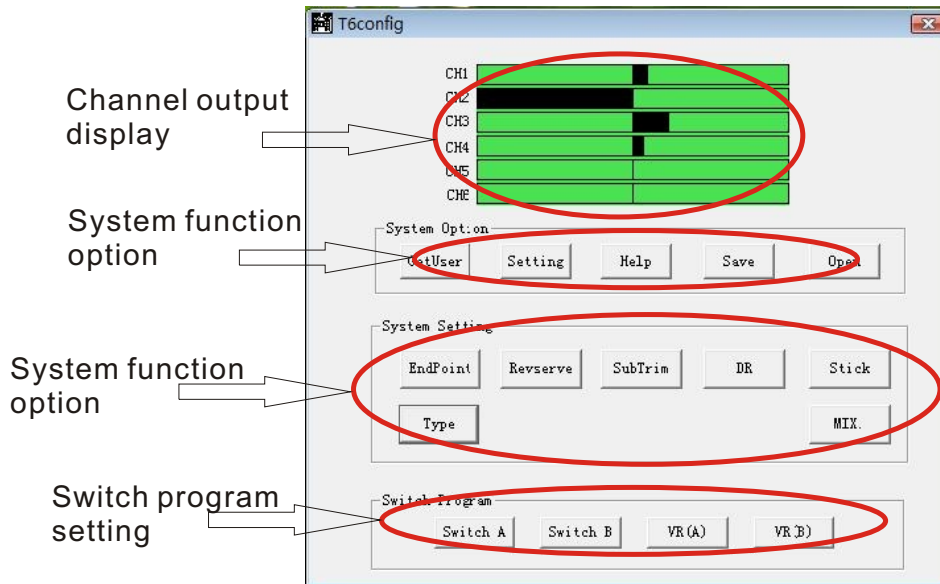 T6config
CH1
CH2
CH3
CH4
CH5
CH6
Channel output
display
System function
option
System Option
GetUser Setting Help Save Open
System function
option
System Setting
EndPoint Revserve SubTrim DR Stick
Type MIX.
Switch program
setting
Switch Program
Switch A Switch B VR(A) VR(B)